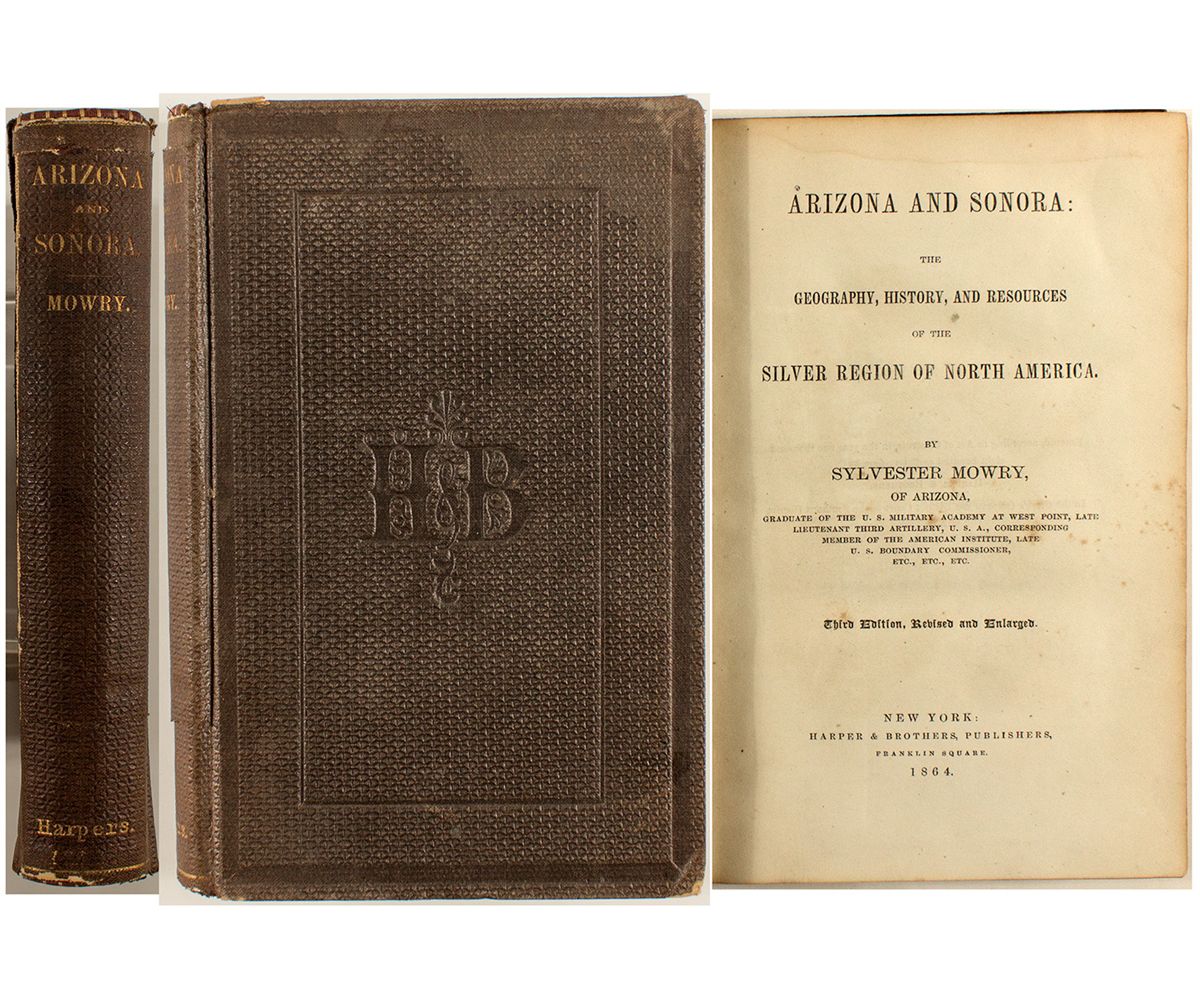 ARIZONA
AND
SONORA.
MOWRY.
Harpers.
H&B
ARIZONA AND SONORA:
THE
GEOGRAPHY, HISTORY, AND RESOURCES
OF THE
SILVER REGION OF NORTH AMERICA.
BY
SYLVESTER MOWRY,
OF ARIZONA,
GRADUATE OF THE U. S. MILITARY ACADEMY AT WEST POINT, LATE
LIEUTENANT THIRD ARTILLERY, U. S. A., CORRESPONDING
MEMBER OF THE AMERICAN INSTITUTE, LATE
U. S. BOUNDARY COMMISSIONER,
ETC., ETC., ETC.
Third Edition, Revised and Enlarged.
NEW YORK:
HARPER & BROTHERS, PUBLISHERS,
FRANKLIN SQUARE.
1864.